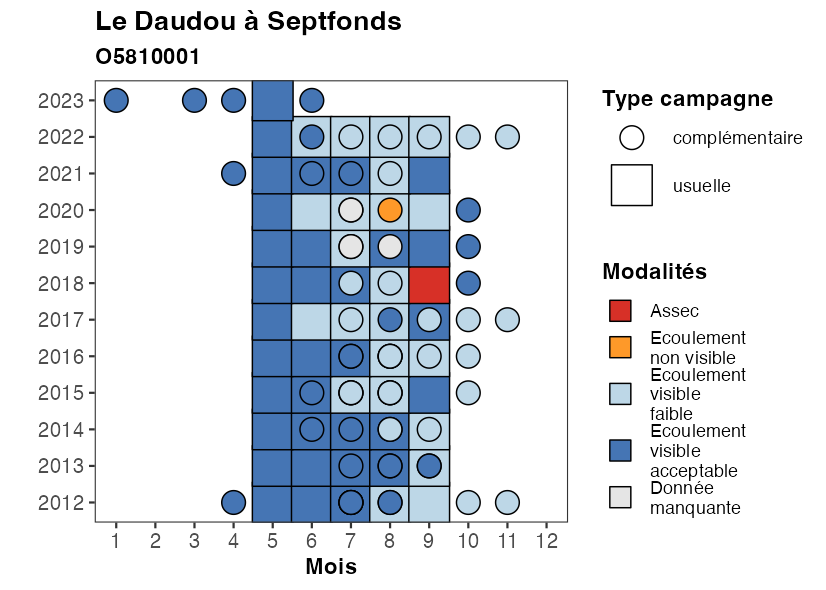 Le Daudou à Septfonds
O5810001
2023
2022
2021
2020
2019
2018
2017
2016
2015
2014
2013
2012
1 2 3 4 5 6 7 8 9 10 11 12
Mois
Type campagne
complémentaire
usuelle
Modalités
Assec
Ecoulement
non visible
Ecoulement
visible
faible
Ecoulement
visible
acceptable
Donnée
manquante